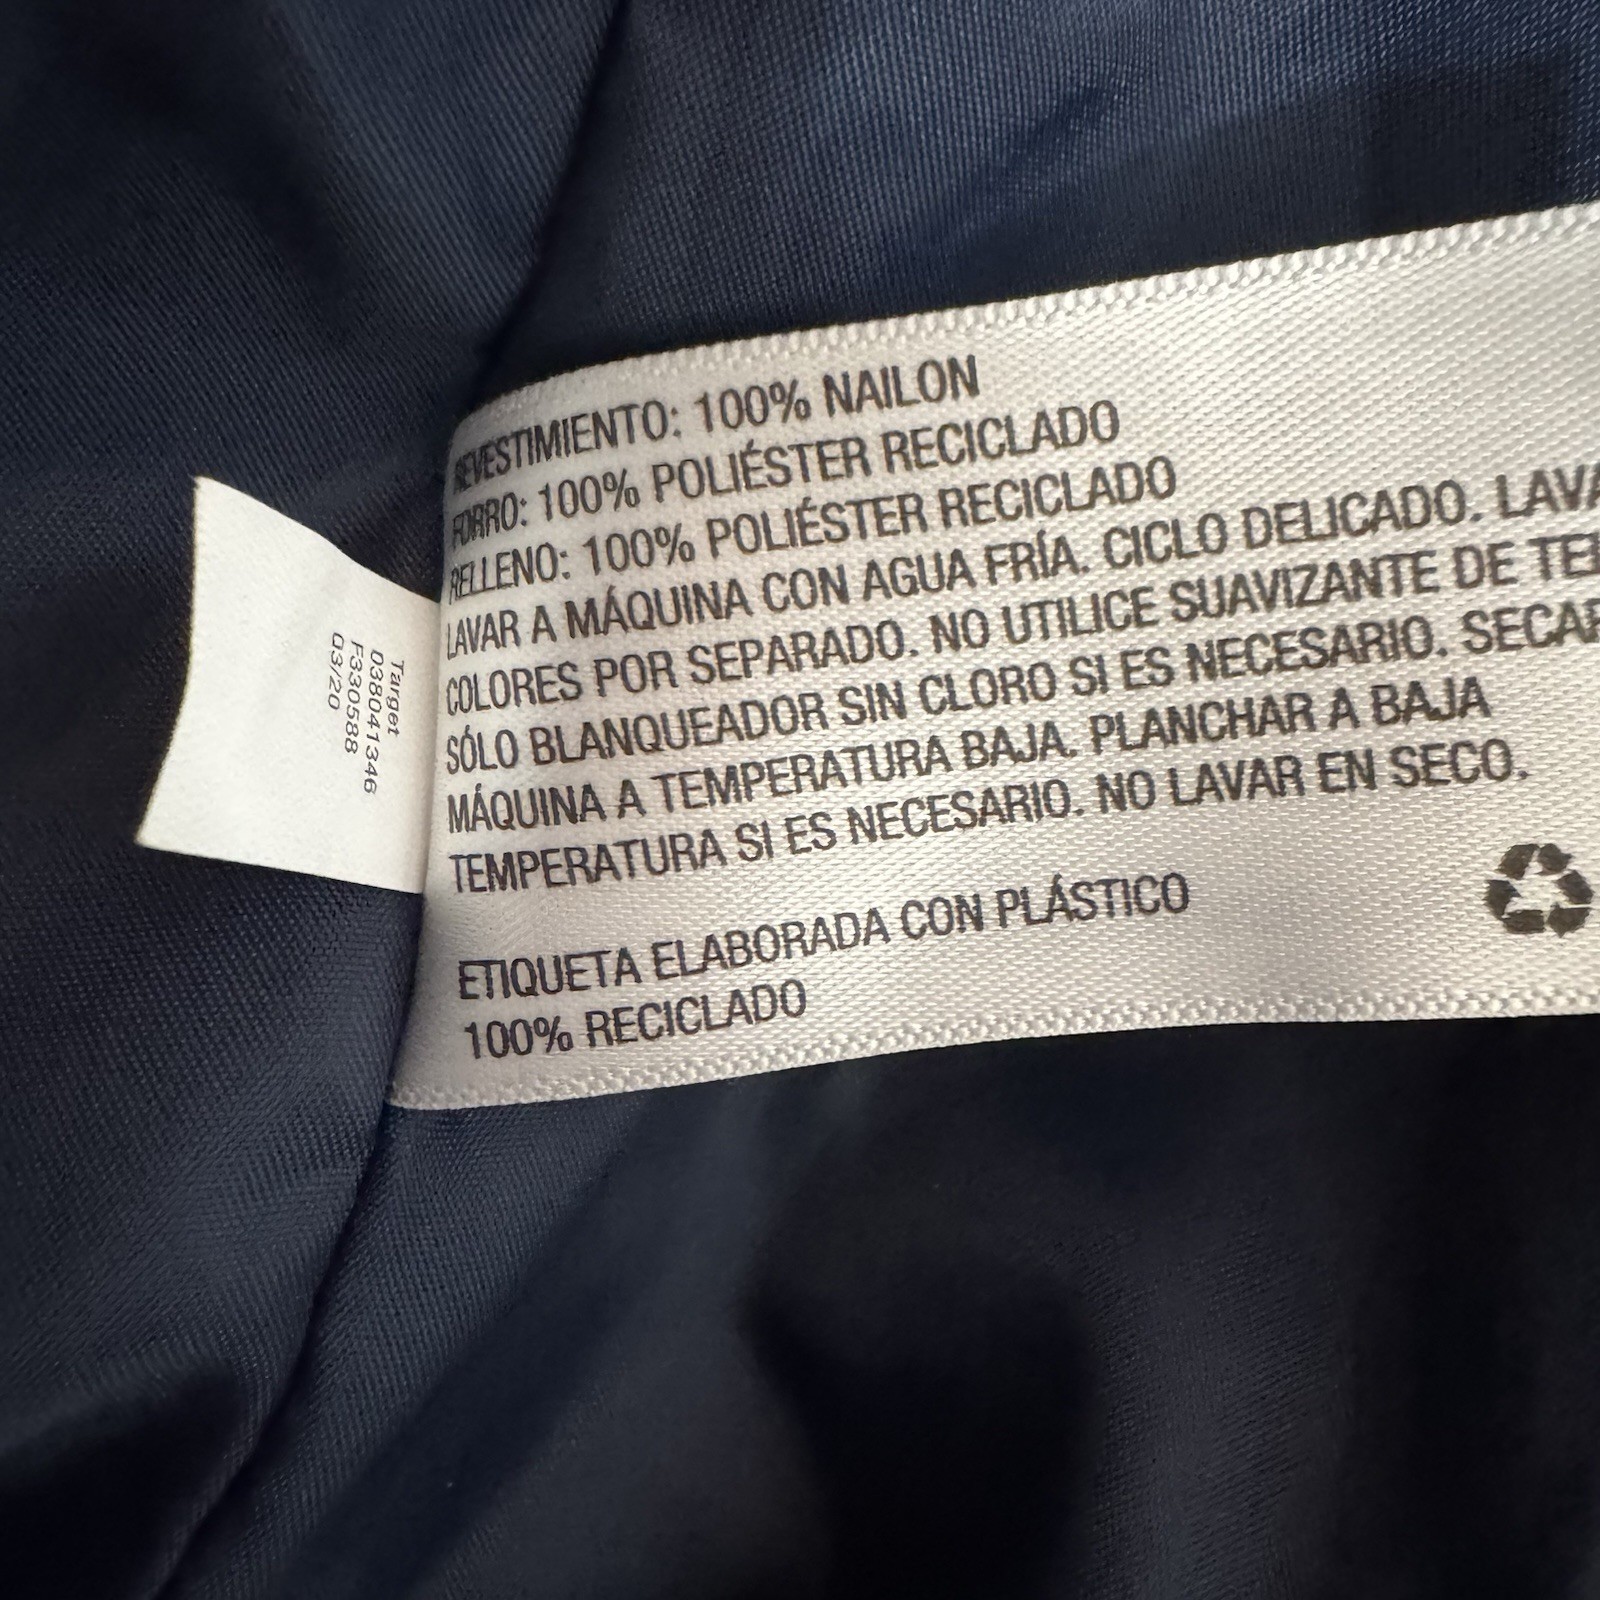 REVESTIMIENTO: 100% NAILON
FORRO: 100% POLIÉSTER RECICLADO
RELLENO: 100% POLIÉSTER RECICLADO
LAVAR A MÁQUINA CON AGUA FRÍA. CICLO DELICADO. LAVA
COLORES POR SEPARADO. NO UTILICE SUAVIZANTE DE
SÓLO BLANQUEADOR SIN CLORO SI ES NECESARIO. SECAR
MÁQUINA A TEMPERATURA BAJA. PLANCHAR A BAJA
TEMPERATURA SI ES NECESARIO. NO LAVAR EN SECO.
ETIQUETA ELABORADA CON PLÁSTICO
100% RECICLADO
Target
038041346
F330588
03/20